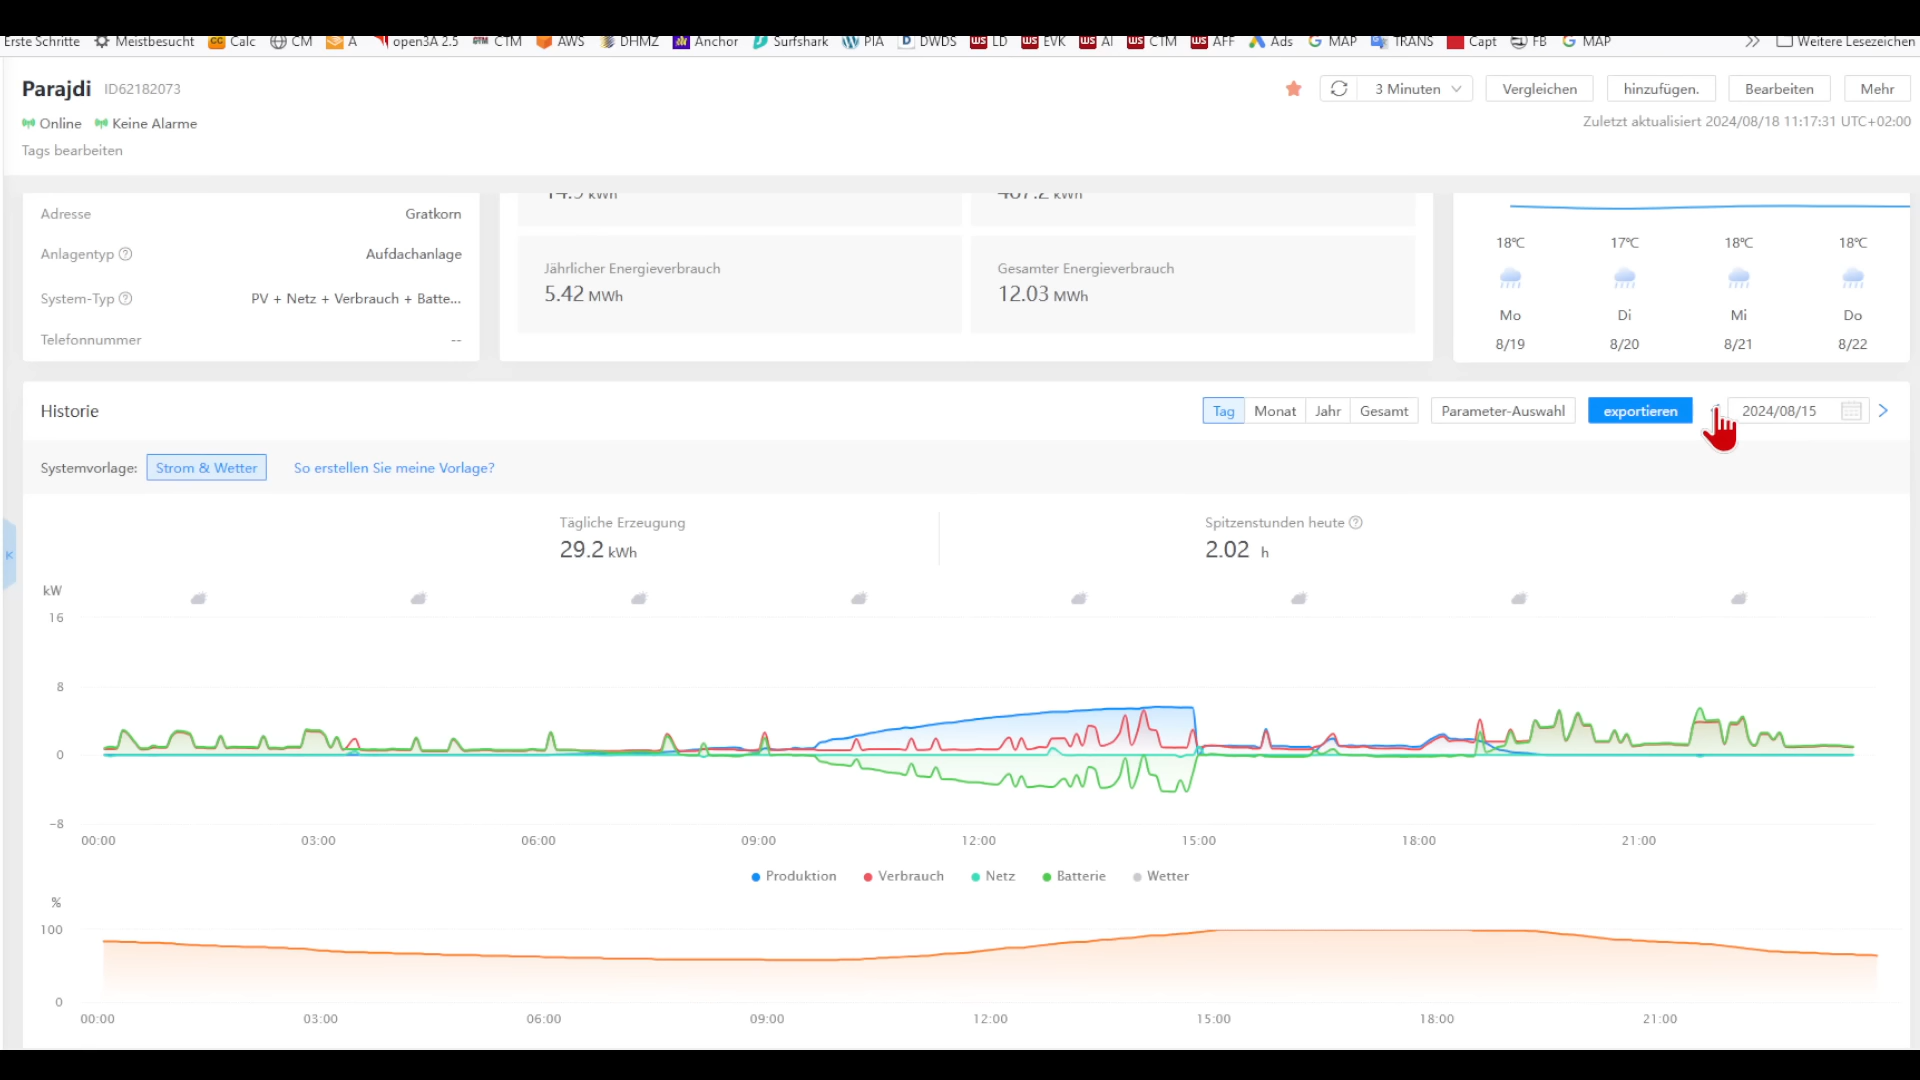 Erste Schritte Meistbesucht Calc CM A open3A 2.5 CTM AWS DHMZ Anchor Surfshark PIA DWDS LD EVK AI CTM AFF Ads MAP TRANS Capt FB MAP Weitere Lesezeichen
Parajdi ID62182073
3 Minuten Vergleichen hinzufügen. Bearbeiten Mehr
Online Keine Alarme
Zuletzt aktualisiert 2024/08/18 11:17:31 UTC+02:00
Tags bearbeiten
Adresse Gratkorn
Anlagentyp Aufdachanlage
System-Typ PV + Netz + Verbrauch + Batte...
Telefonnummer --
14.9 kWh 407.2 kWh
Jährlicher Energieverbrauch
5.42 MWh
Gesamter Energieverbrauch
12.03 MWh
18℃ 17℃ 18℃ 18℃
Mo Di Mi Do
8/19 8/20 8/21 8/22
Historie
Tag Monat Jahr Gesamt Parameter-Auswahl exportieren 2024/08/15
Systemvorlage: Strom & Wetter So erstellen Sie meine Vorlage?
Tägliche Erzeugung
29.2 kWh
Spitzenstunden heute
2.02 h
kW
16
8
0
-8
00:00 03:00 06:00 09:00 12:00 15:00 18:00 21:00
Produktion Verbrauch Netz Batterie Wetter
%
100
0
00:00 03:00 06:00 09:00 12:00 15:00 18:00 21:00